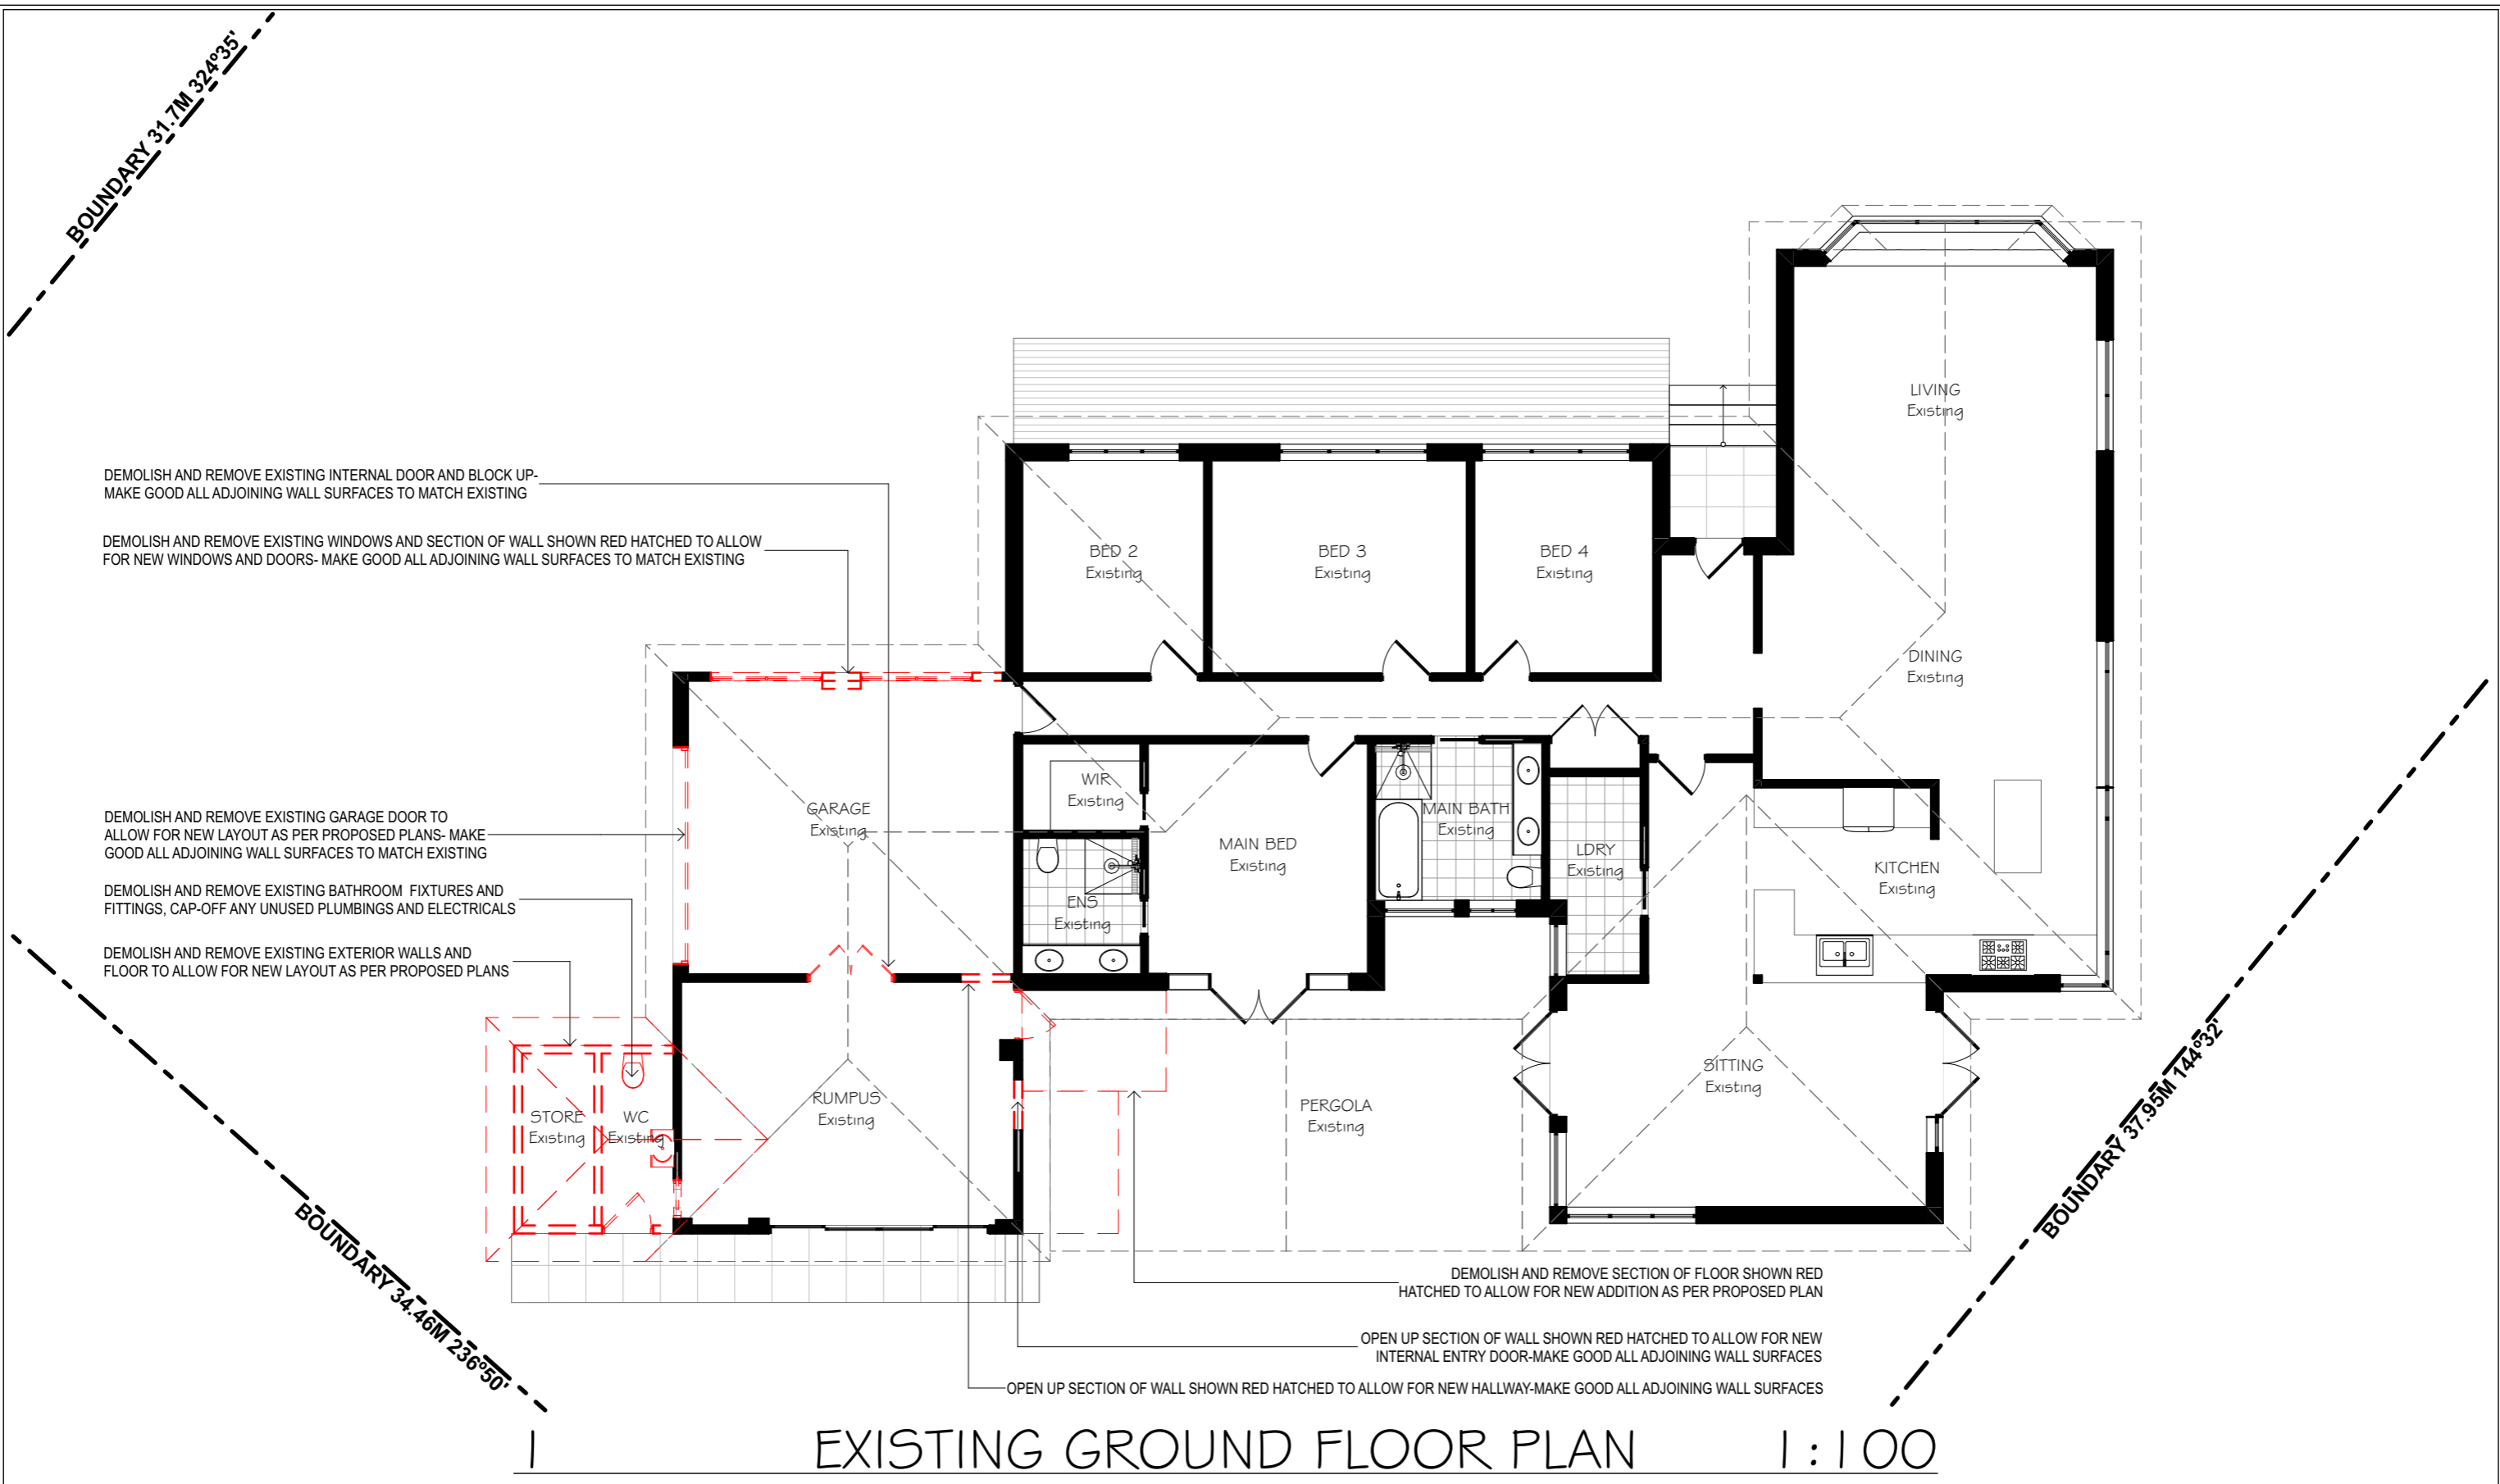 BOUNDARY 31.7M 324º35'
LIVING
Existing
DEMOLISH AND REMOVE EXISTING INTERNAL DOOR AND BLOCK UP-
MAKE GOOD ALL ADJOINING WALL SURFACES TO MATCH EXISTING
DEMOLISH AND REMOVE EXISTING WINDOWS AND SECTION OF WALL SHOWN RED HATCHED TO ALLOW
FOR NEW WINDOWS AND DOORS- MAKE GOOD ALL ADJOINING WALL SURFACES TO MATCH EXISTING
BED 2
Existing
BED 3
Existing
BED 4
Existing
DINING
Existing
WIR
Existing
GARAGE
Existing
MAIN BATH
Existing
MAIN BED
Existing
LDRY
Existing
KITCHEN
Existing
ENS
Existing
DEMOLISH AND REMOVE EXISTING GARAGE DOOR TO
ALLOW FOR NEW LAYOUT AS PER PROPOSED PLANS- MAKE
GOOD ALL ADJOINING WALL SURFACES TO MATCH EXISTING
DEMOLISH AND REMOVE EXISTING BATHROOM FIXTURES AND
FITTINGS, CAP-OFF ANY UNUSED PLUMBINGS AND ELECTRICALS
DEMOLISH AND REMOVE EXISTING EXTERIOR WALLS AND
FLOOR TO ALLOW FOR NEW LAYOUT AS PER PROPOSED PLANS
STORE
Existing
WC
Existing
RUMPUS
Existing
PERGOLA
Existing
SITTING
Existing
BOUNDARY 37.95M 144º32'
BOUNDARY 34.46M 236º50'
DEMOLISH AND REMOVE SECTION OF FLOOR SHOWN RED
HATCHED TO ALLOW FOR NEW ADDITION AS PER PROPOSED PLAN
OPEN UP SECTION OF WALL SHOWN RED HATCHED TO ALLOW FOR NEW
INTERNAL ENTRY DOOR-MAKE GOOD ALL ADJOINING WALL SURFACES
OPEN UP SECTION OF WALL SHOWN RED HATCHED TO ALLOW FOR NEW HALLWAY-MAKE GOOD ALL ADJOINING WALL SURFACES
1 EXISTING GROUND FLOOR PLAN 1:100